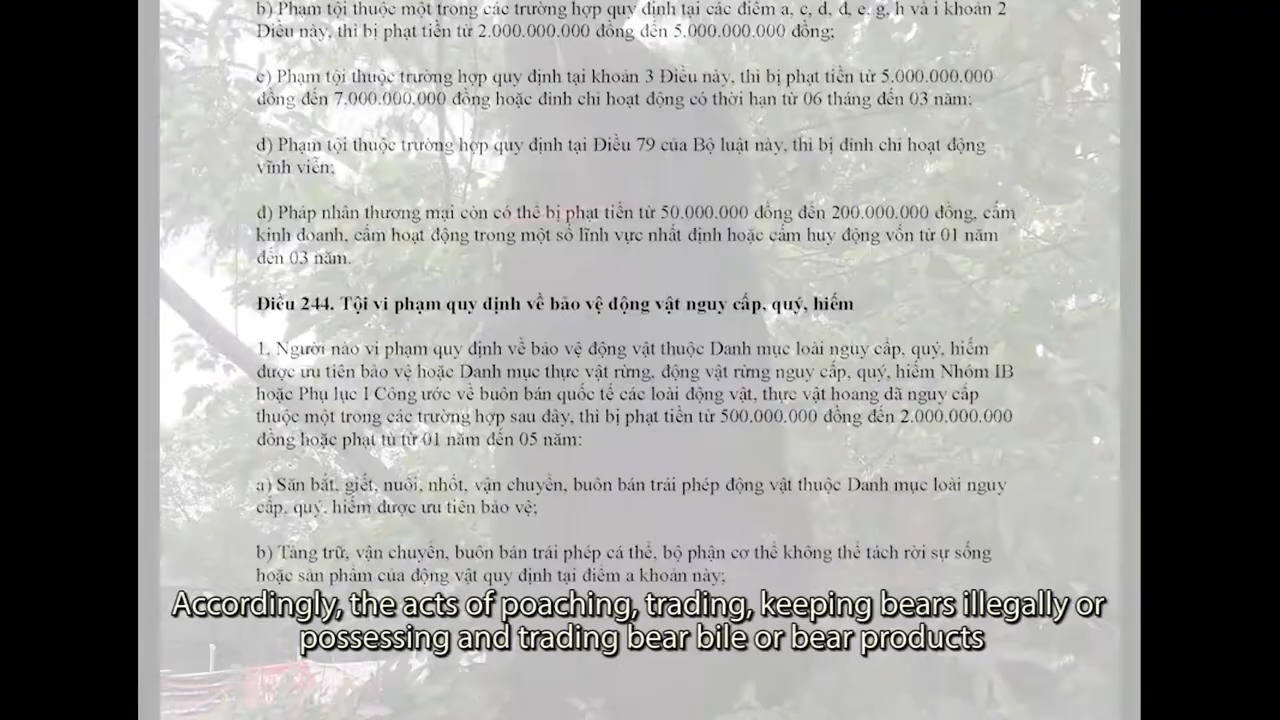 b) Phạm tội thuộc một trong các trường hợp quy định tại các điểm a, c, d, đ, e, g, h và i khoản 2
Điều này, thì bị phạt tiền từ 2.000.000.000 đồng đến 5.000.000.000 đồng;
c) Phạm tội thuộc trường hợp quy định tại khoản 3 Điều này, thì bị phạt tiền từ 5.000.000.000
đồng đến 7.000.000.000 đồng hoặc đình chỉ hoạt động có thời hạn từ 06 tháng đến 03 năm;
d) Phạm tội thuộc trường hợp quy định tại Điều 79 của Bộ luật này, thì bị đình chỉ hoạt động
vĩnh viễn;
đ) Pháp nhân thương mại còn có thể bị phạt tiền từ 50.000.000 đồng đến 200.000.000 đồng, cấm
kinh doanh, cấm hoạt động trong một số lĩnh vực nhất định hoặc cấm huy động vốn từ 01 năm
đến 03 năm.
Điều 244. Tội vi phạm quy định về bảo vệ động vật nguy cấp, quý, hiếm
1. Người nào vi phạm quy định về bảo vệ động vật thuộc Danh mục loài nguy cấp, quý, hiếm
được ưu tiên bảo vệ hoặc Danh mục thực vật rừng, động vật rừng nguy cấp, quý, hiếm Nhóm IB
hoặc Phụ lục I Công ước về buôn bán quốc tế các loài động vật, thực vật hoang dã nguy cấp
thuộc một trong các trường hợp sau đây, thì bị phạt tiền từ 500.000.000 đồng đến 2.000.000.000
đồng hoặc phạt tù từ 01 năm đến 05 năm:
a) Săn bắt, giết, nuôi, nhốt, vận chuyển, buôn bán trái phép động vật thuộc Danh mục loài nguy
cấp, quý, hiếm được ưu tiên bảo vệ;
b) Tàng trữ, vận chuyển, buôn bán trái phép cá thể, bộ phận cơ thể không thể tách rời sự sống
hoặc sản phẩm của động vật quy định tại điểm a khoản này;
Accordingly, the acts of poaching, trading, keeping bears illegally or
possessing and trading bear bile or bear products